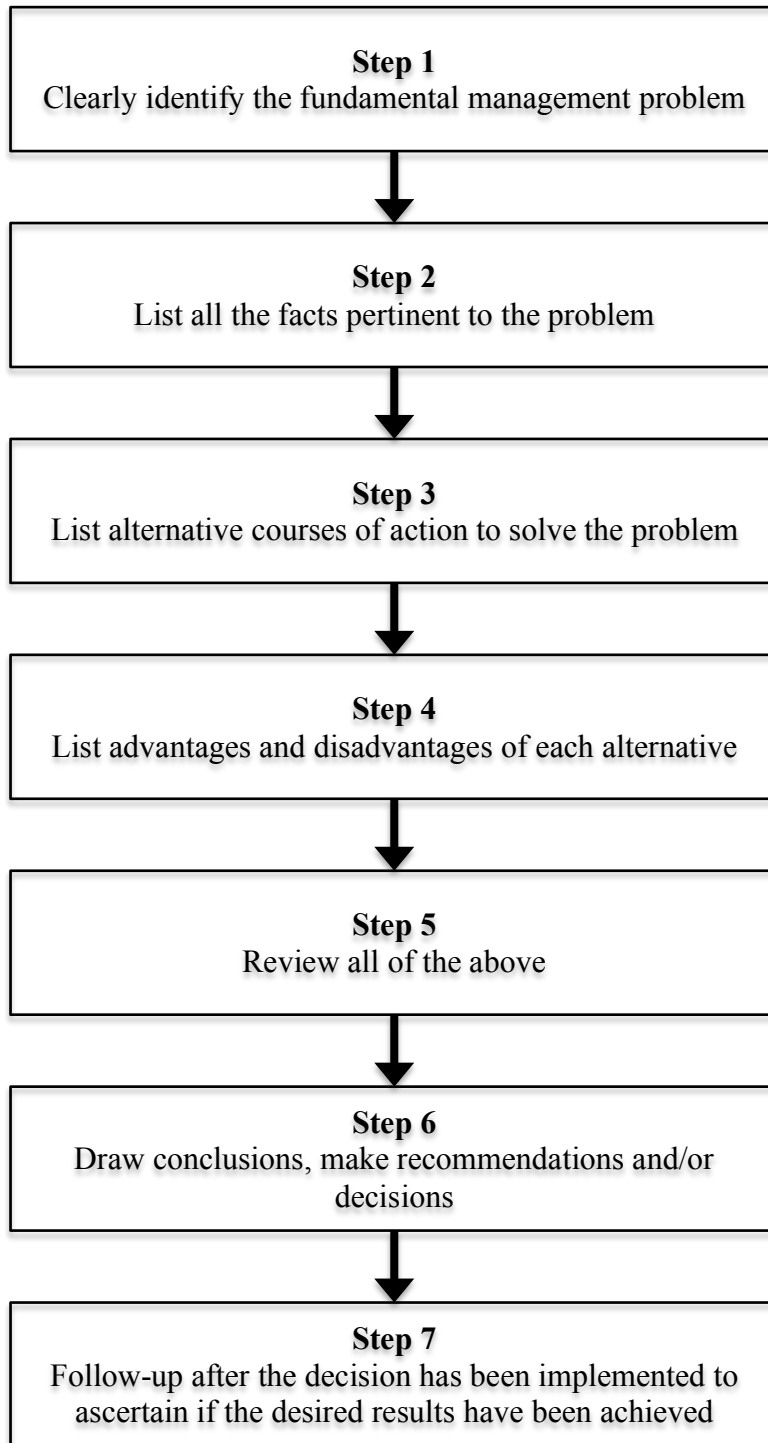 Step 1
Clearly identify the fundamental management problem
Step 2
List all the facts pertinent to the problem
Step 3
List alternative courses of action to solve the problem
Step 4
List advantages and disadvantages of each alternative
Step 5
Review all of the above
Step 6
Draw conclusions, make recommendations and/or
decisions
Step 7
Follow-up after the decision has been implemented to
ascertain if the desired results have been achieved